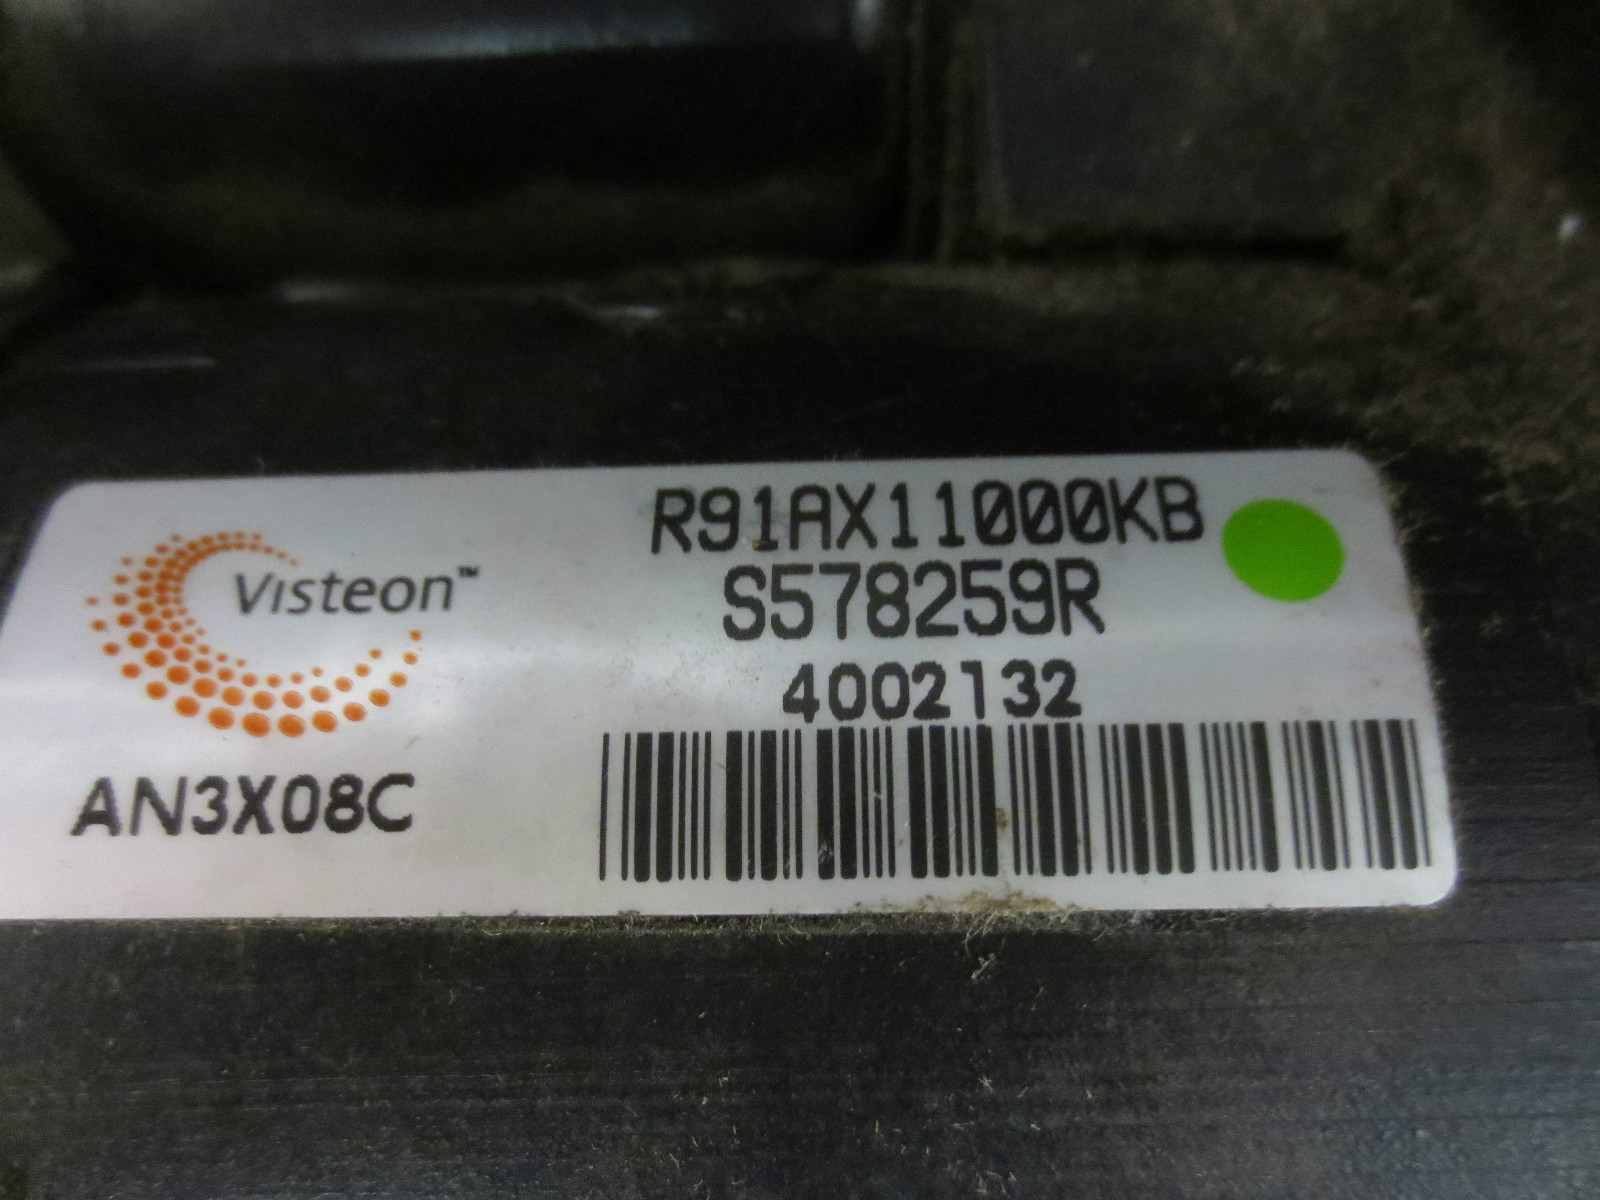 R91AX11000KB
S578259R
Visteon™
4002132
AN3X08C